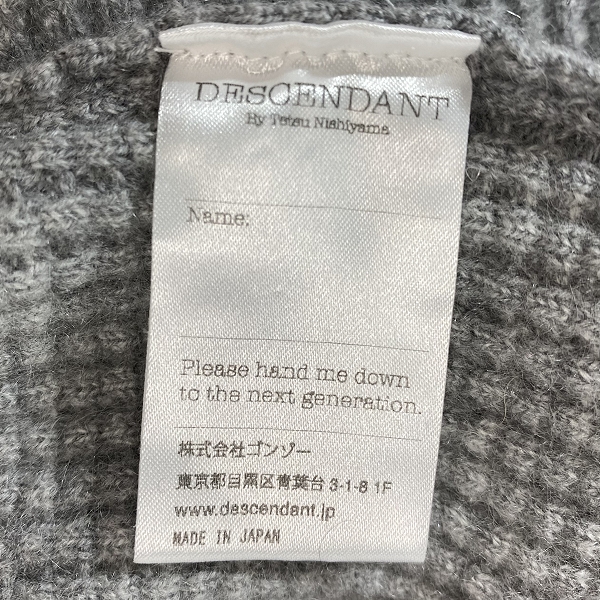 DESCENDANT
By Tetsu Nishiyama
Name:
Please hand me down
to the next generation.
株式会社ゴンゾー
東京都目黒区青葉台3-1-8 1F
www.descendant.jp
MADE IN JAPAN